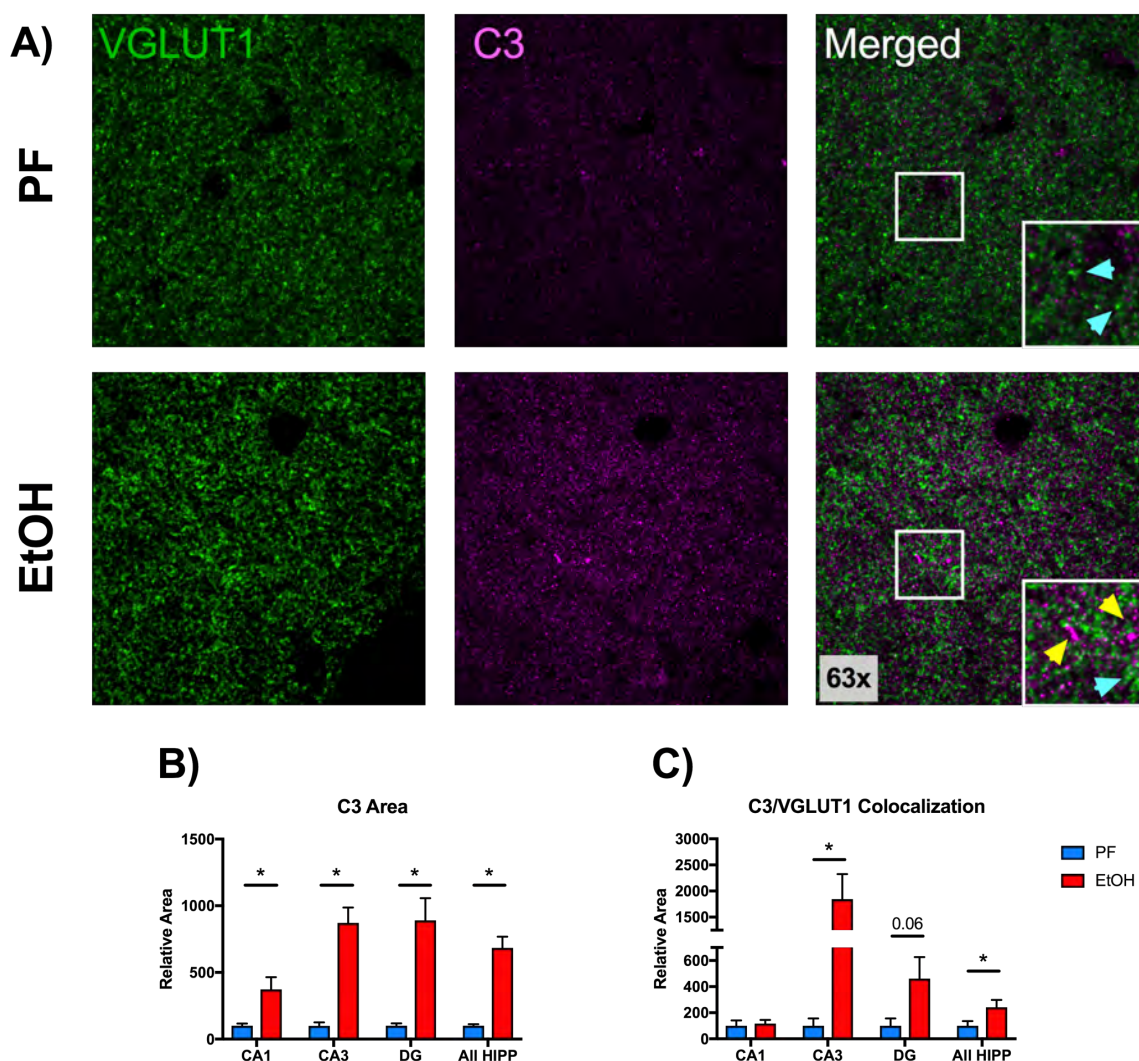 A)
VGLUT1
C3
Merged
PF
EtOH
63x
B)
C3 Area
Relative Area
1500
1000
500
0
CA1 CA3 DG All HIPP
* * * *
C)
C3/VGLUT1 Colocalization
Relative Area
3000
2500
2000
1500
600
400
200
0
CA1 CA3 DG All HIPP
*
0.06
*
PF
EtOH